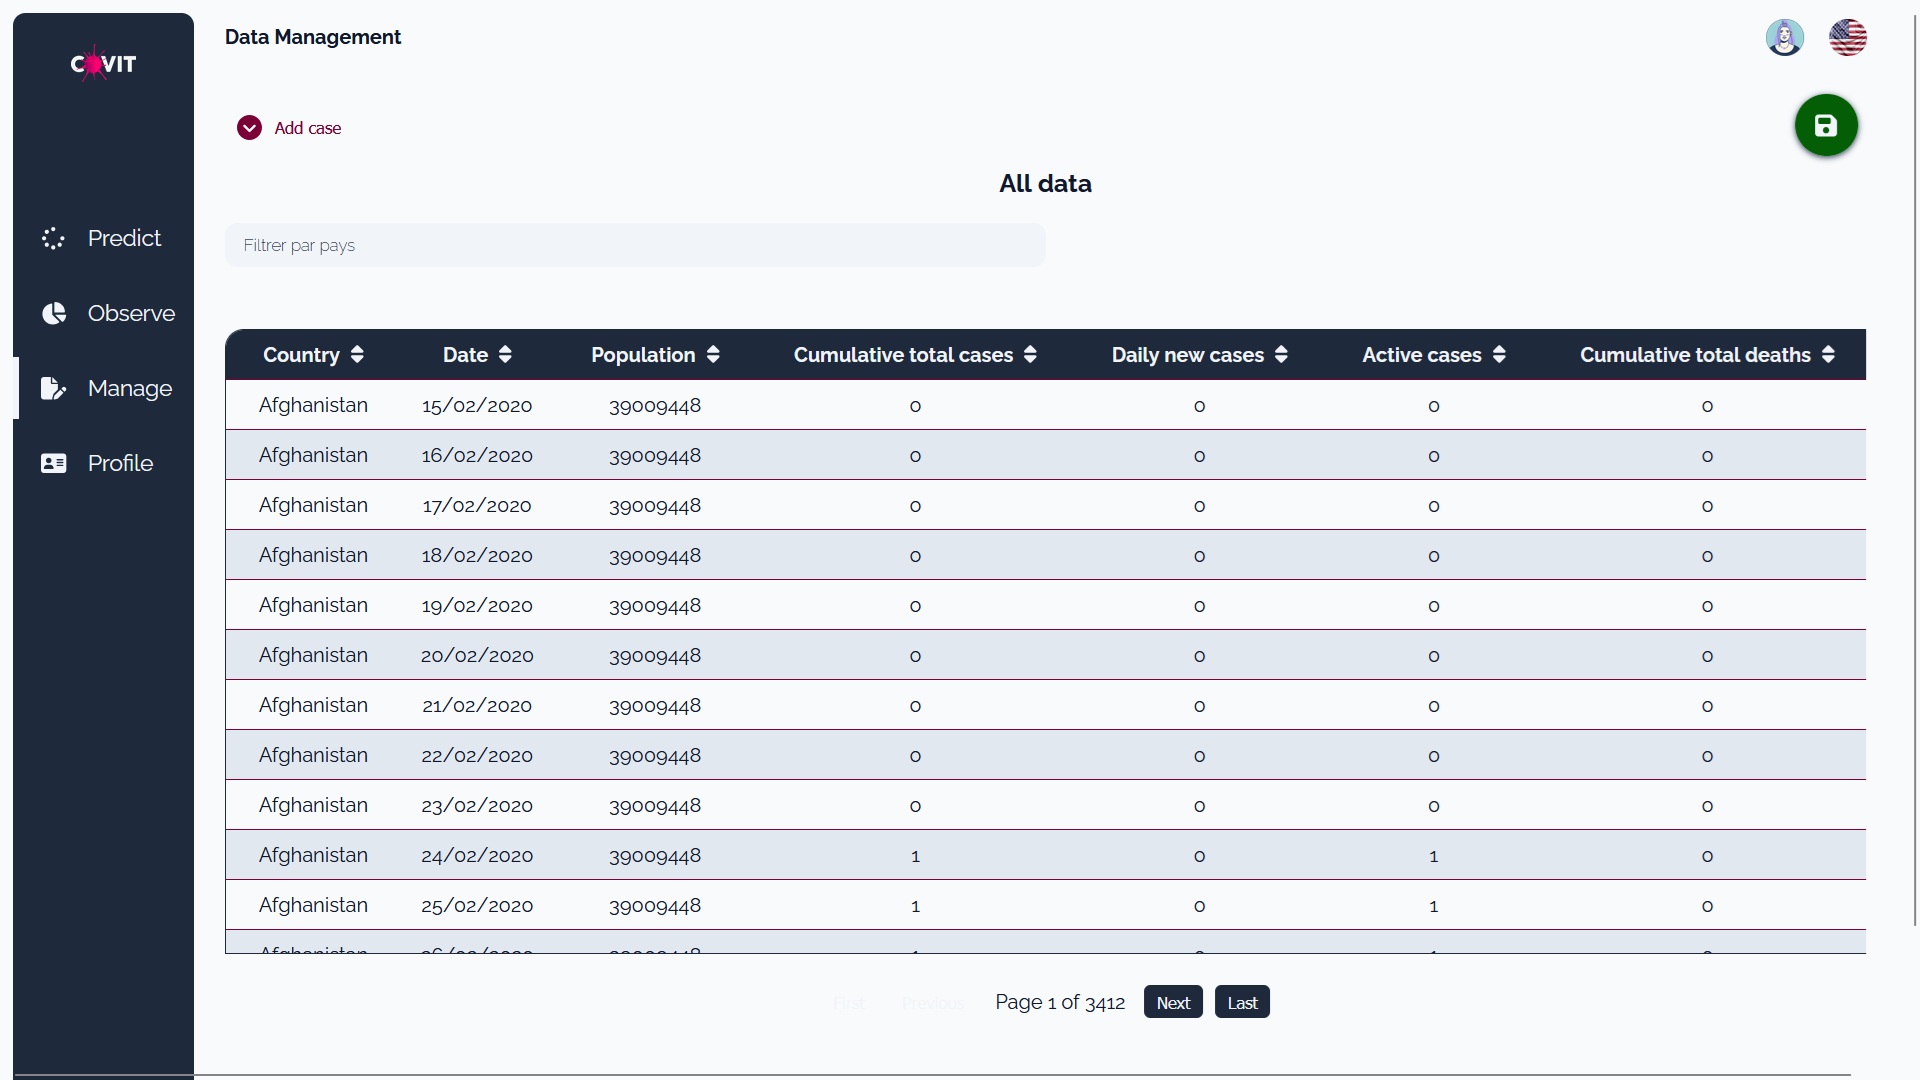 COVIT
Data Management
Add case
All data
Filtrer par pays
Predict
Observe
Manage
Profile
Country Date Population Cumulative total cases Daily new cases Active cases Cumulative total deaths
Afghanistan 15/02/2020 39009448 0 0 0 0
Afghanistan 16/02/2020 39009448 0 0 0 0
Afghanistan 17/02/2020 39009448 0 0 0 0
Afghanistan 18/02/2020 39009448 0 0 0 0
Afghanistan 19/02/2020 39009448 0 0 0 0
Afghanistan 20/02/2020 39009448 0 0 0 0
Afghanistan 21/02/2020 39009448 0 0 0 0
Afghanistan 22/02/2020 39009448 0 0 0 0
Afghanistan 23/02/2020 39009448 0 0 0 0
Afghanistan 24/02/2020 39009448 1 0 1 0
Afghanistan 25/02/2020 39009448 1 0 1 0
First Previous Page 1 of 3412 Next Last